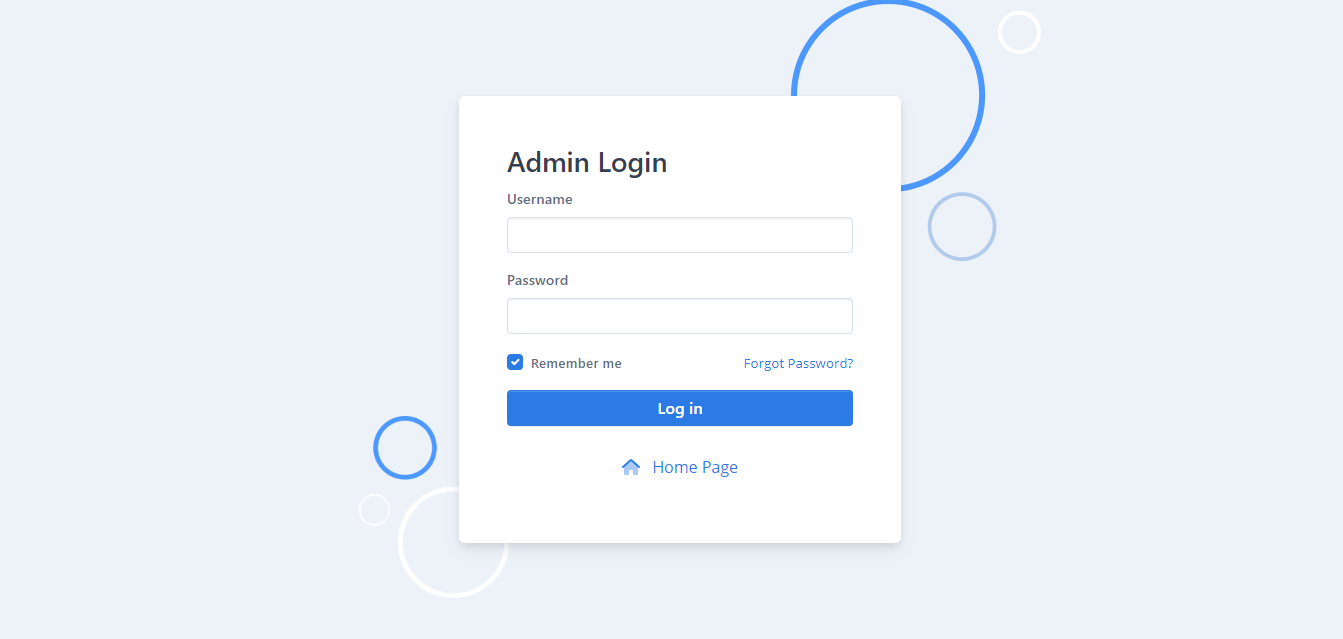 Admin Login
Username
Password
Remember me Forgot Password?
Log in
Home Page